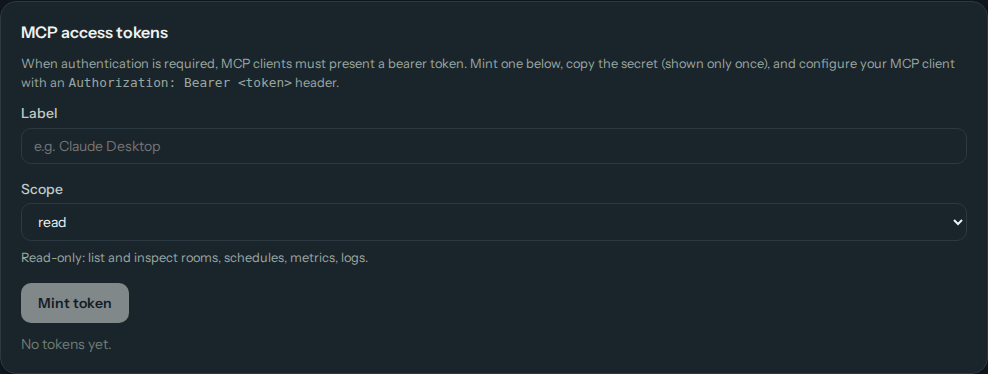 MCP access tokens
When authentication is required, MCP clients must present a bearer token. Mint one below, copy the secret (shown only once), and configure your MCP client
with an Authorization: Bearer <token> header.
Label
e.g. Claude Desktop
Scope
read
Read-only: list and inspect rooms, schedules, metrics, logs.
Mint token
No tokens yet.